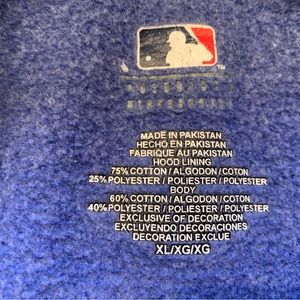 MADE IN PAKISTAN
HECHO EN PAKISTAN
FABRIQUE AU PAKISTAN
HOOD LINING
75% COTTON / ALGODON / COTON
25% POLYESTER / POLIESTER / POLYESTER
BODY
60% COTTON / ALGODON / COTON
40% POLYESTER / POLIESTER / POLYESTER
EXCLUSIVE OF DECORATION
EXCLUYENDO DECORACIONES
DECORATION EXCLUE
XL/XG/XG